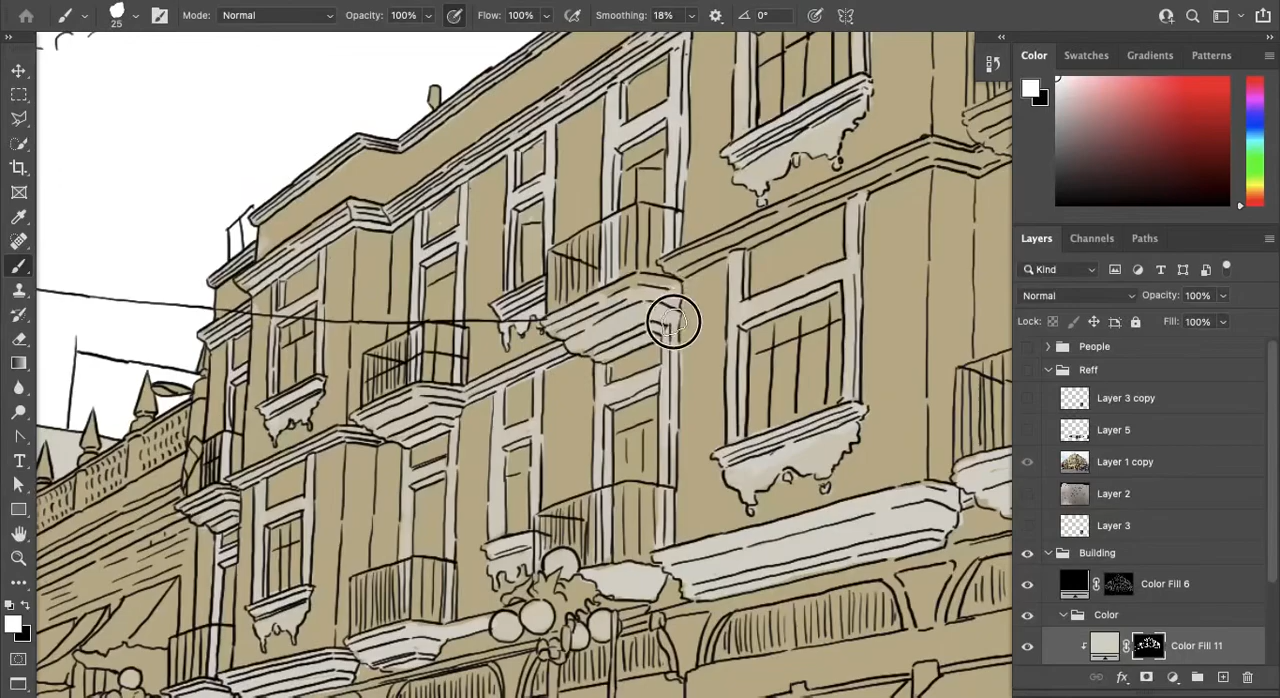 25 Mode: Normal Opacity: 100% Flow: 100% Smoothing: 18% 0°
Color Swatches Gradients Patterns
Layers Channels Paths
Kind
Normal Opacity: 100%
Lock: Fill: 100%
People
Reff
Layer 3 copy
Layer 5
Layer 1 copy
Layer 2
Layer 3
Building
Color Fill 6
Color
Color Fill 11
fx